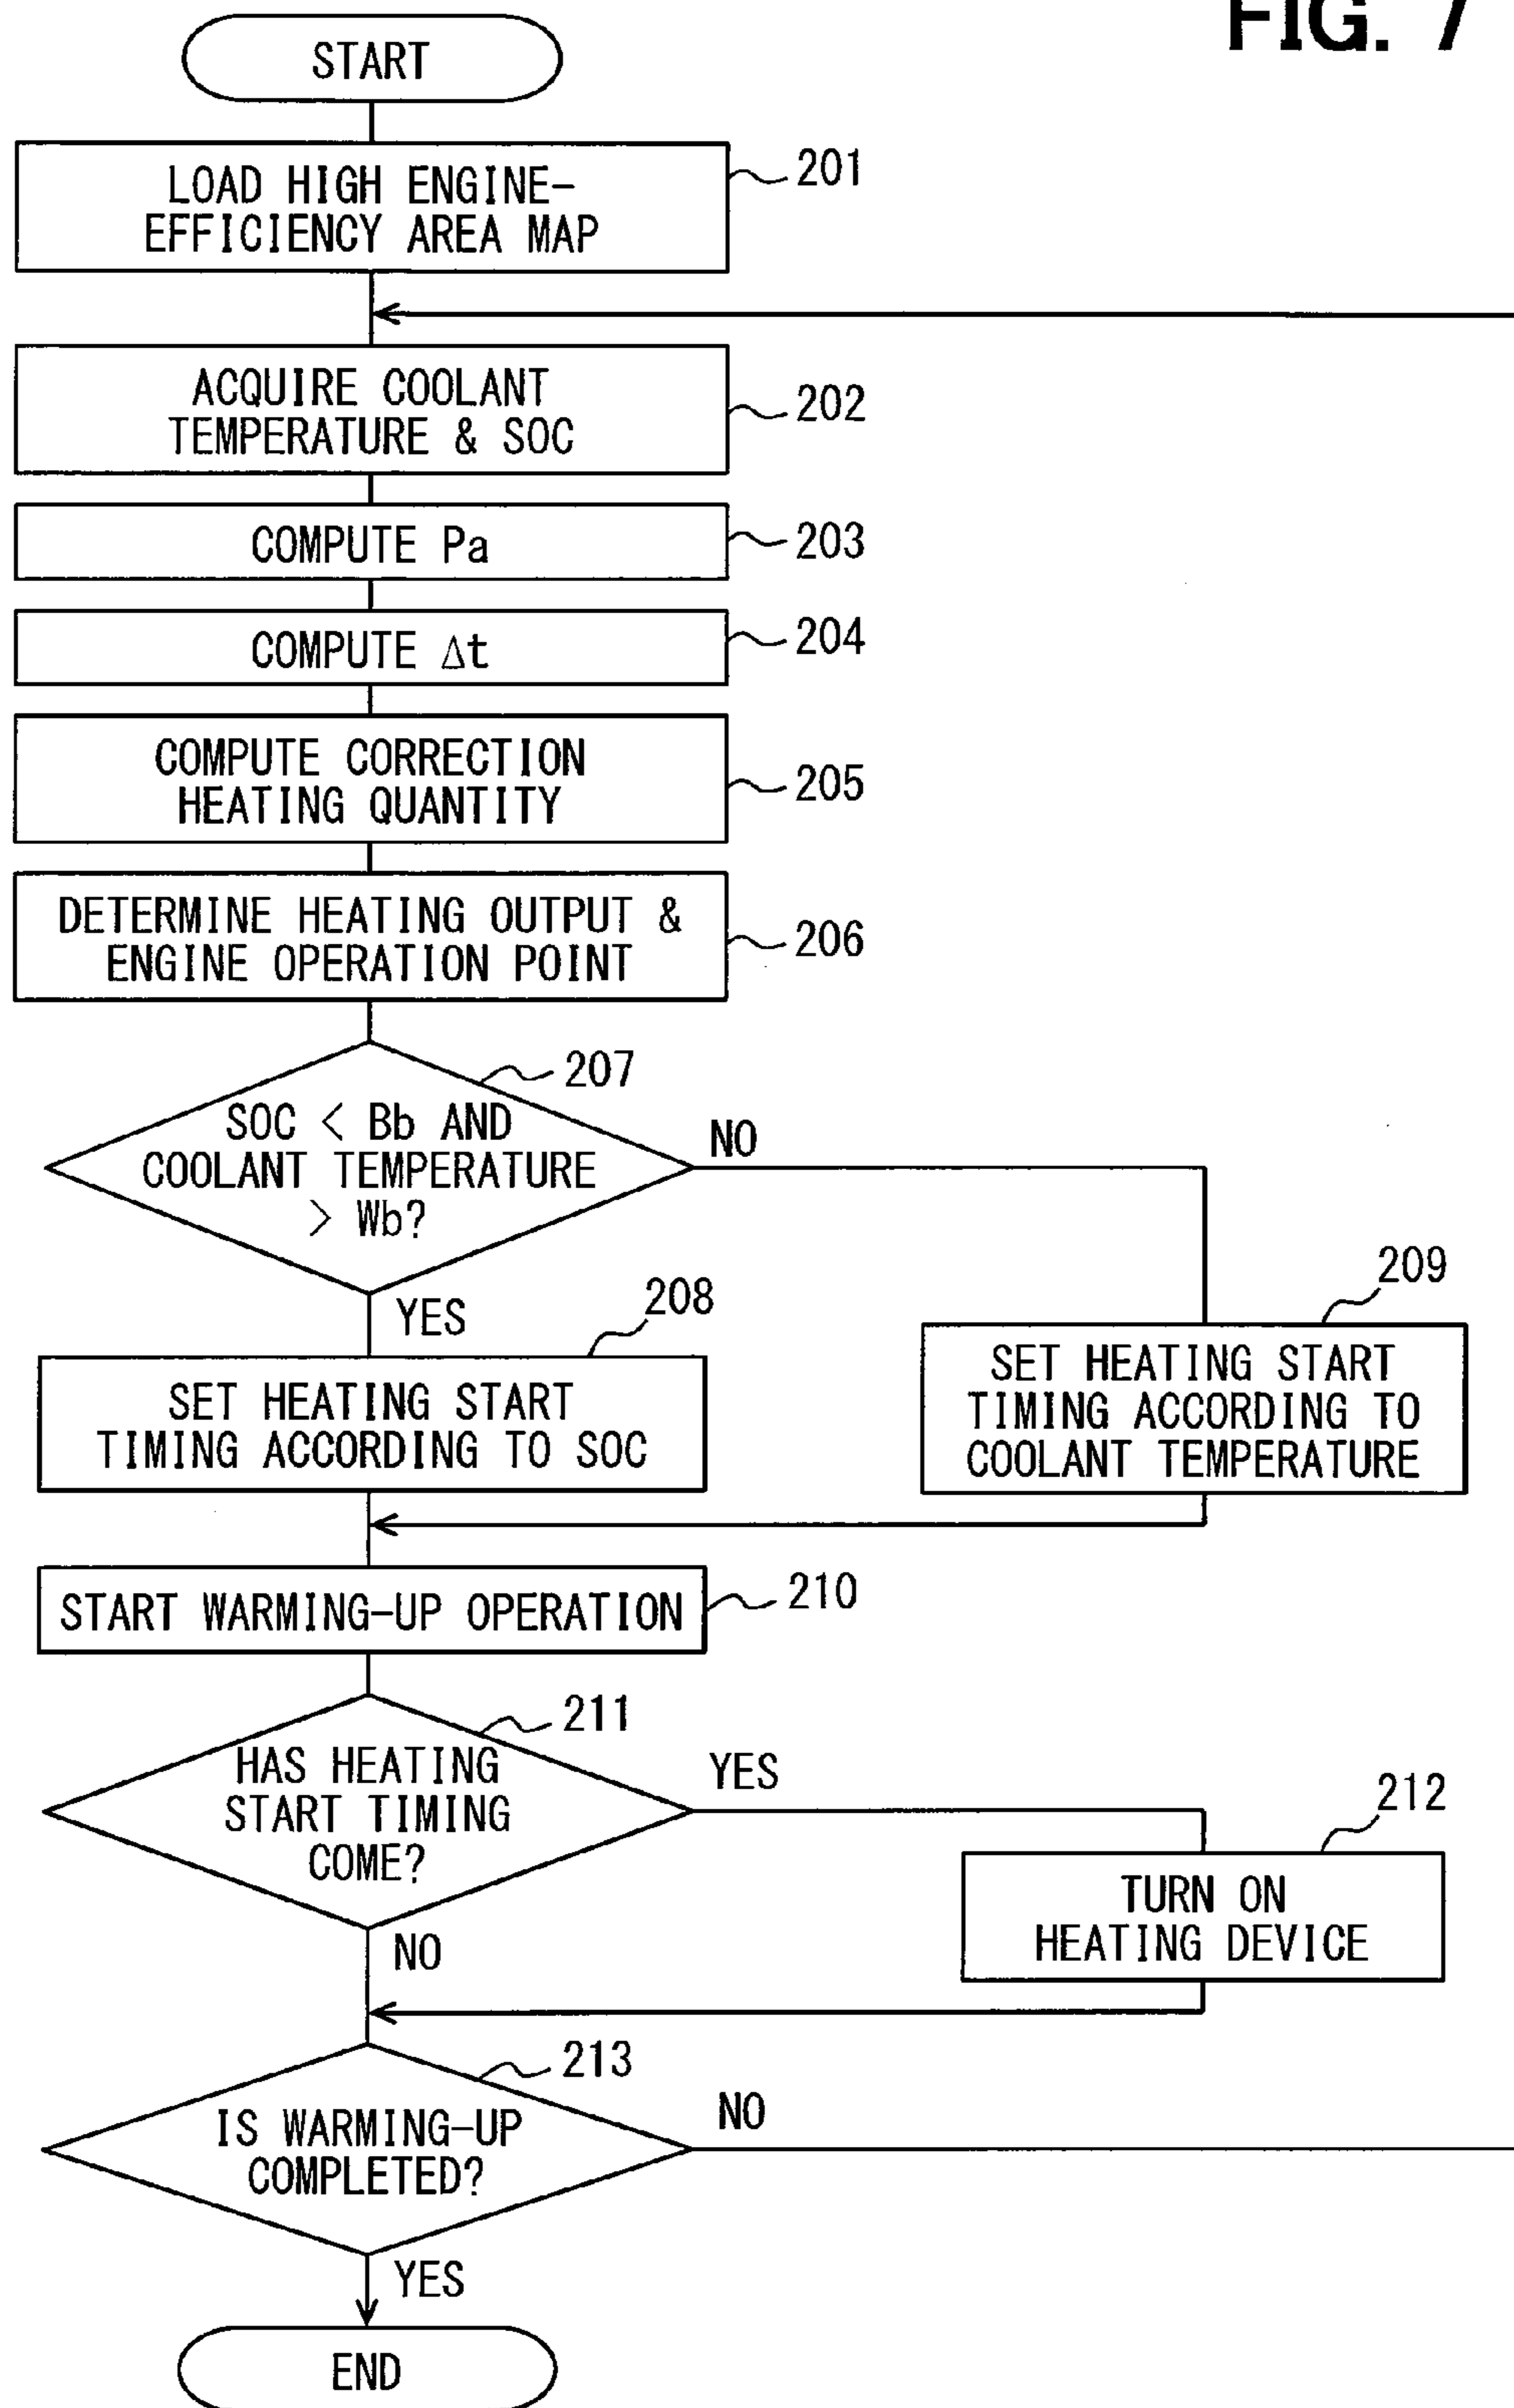 FIG. 7
START
LOAD HIGH ENGINE-
EFFICIENCY AREA MAP
201
ACQUIRE COOLANT
TEMPERATURE & SOC
202
COMPUTE Pa
203
COMPUTE Δt
204
COMPUTE CORRECTION
HEATING QUANTITY
205
DETERMINE HEATING OUTPUT &
ENGINE OPERATION POINT
206
207
SOC < Bb AND
COOLANT TEMPERATURE
> Wb?
NO
YES
208
SET HEATING START
TIMING ACCORDING TO SOC
209
SET HEATING START
TIMING ACCORDING TO
COOLANT TEMPERATURE
START WARMING-UP OPERATION
210
211
HAS HEATING
START TIMING
COME?
YES
NO
212
TURN ON
HEATING DEVICE
213
IS WARMING-UP
COMPLETED?
NO
YES
END